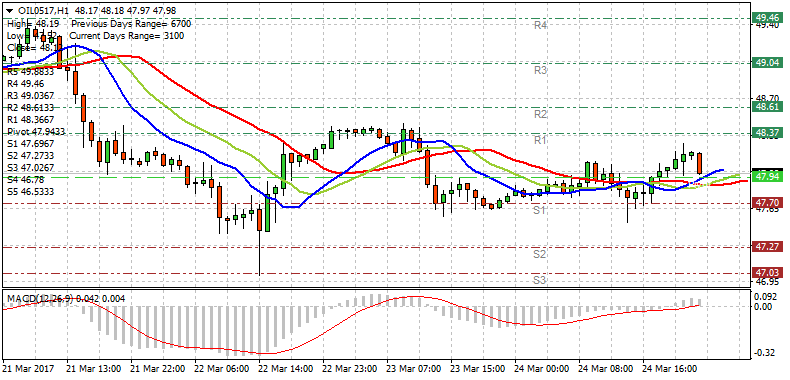 OIL0517,H1 48.17 48.18 47.97 47.98
High= 48.19 Previous Days Range= 6700
Current Days Range= 3100
R5 49.8833
R4 49.46
R3 49.0367
R2 48.6133
R1 48.3667
Pivot 47.9433
S1 47.6967
S2 47.2733
S3 47.0267
S4 46.78
S5 46.5333
R4
R3
R2
R1
S1
S2
S3
49.46
49.40
49.04
48.70
48.61
48.37
47.94
47.70
47.27
47.03
46.95
MACD(12,26,9) 0.042 0.004
0.092
0.00
-0.32
21 Mar 2017 21 Mar 13:00 21 Mar 22:00 22 Mar 06:00 22 Mar 14:00 22 Mar 23:00 23 Mar 07:00 23 Mar 15:00 24 Mar 00:00 24 Mar 08:00 24 Mar 16:00